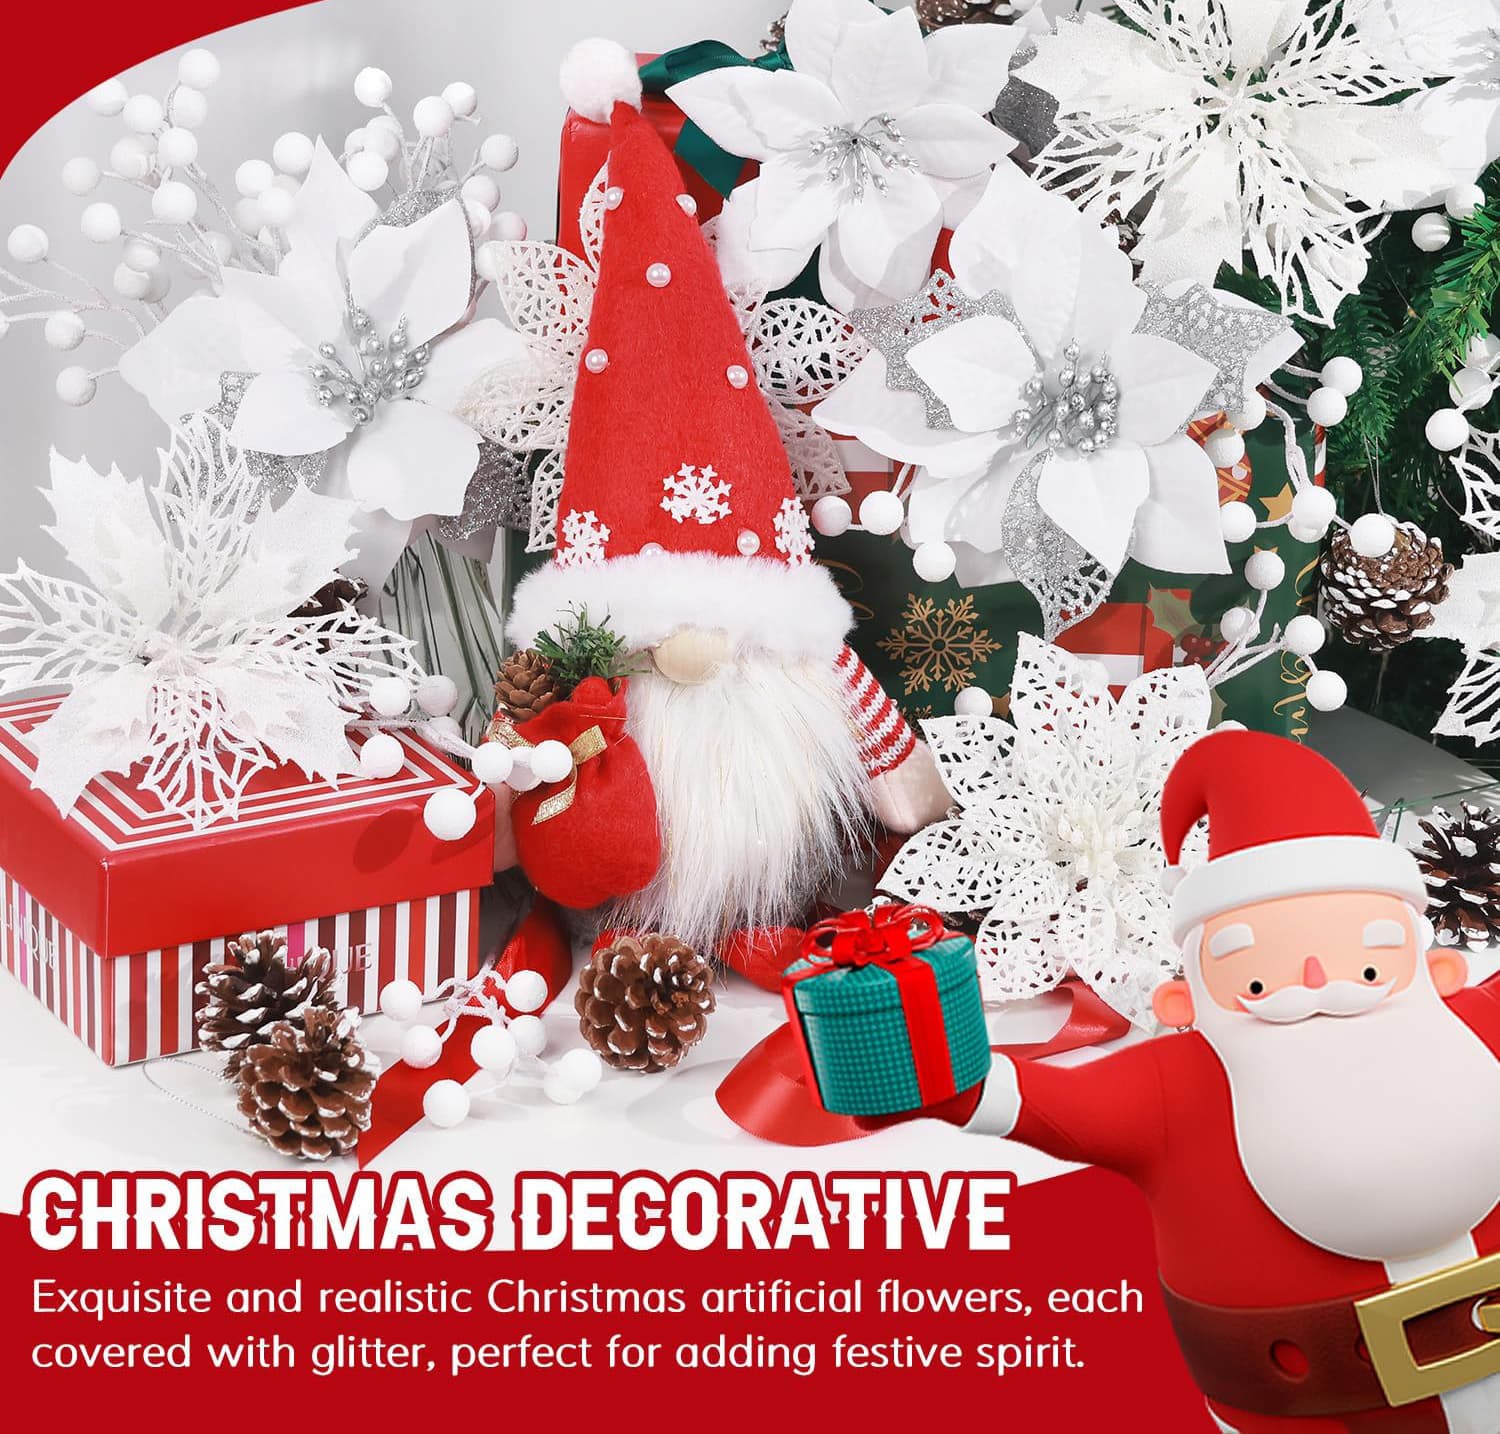 CHRISTMAS DECORATIVE
Exquisite and realistic Christmas artificial flowers, each
covered with glitter, perfect for adding festive spirit.